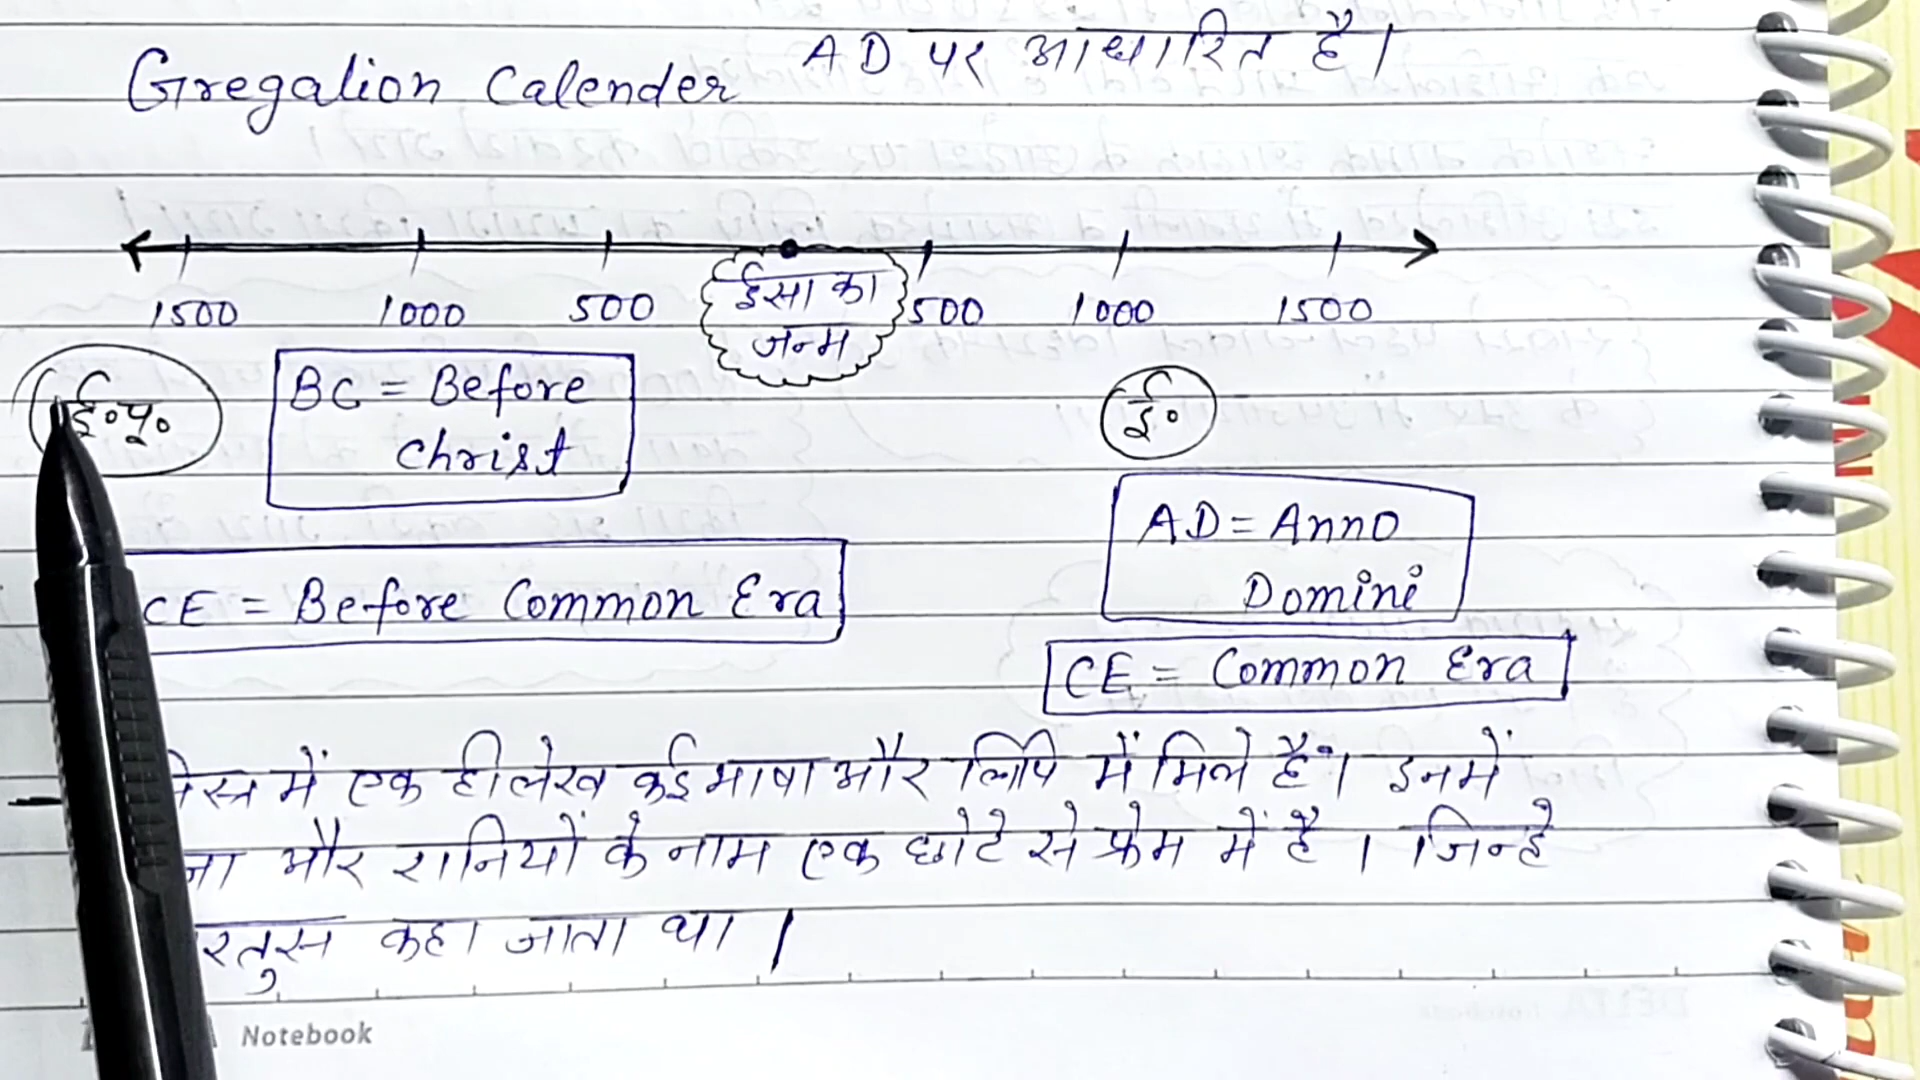 AD पर आधारित है।
Gregalion Calender
1500 1000 500 500 1000 1500
ईसा का
जन्म
ई०पू०
BC = Before
Christ
ई०
AD = Anno
Domini
CE = Before Common Era
CE = Common Era
में एक ही लेख कई भाषा और लिपि में मिले हैं। इनमें
और रानियों के नाम एक छोटे से फ्रेम में है। जिन्हे
कहा जाता था।
Notebook